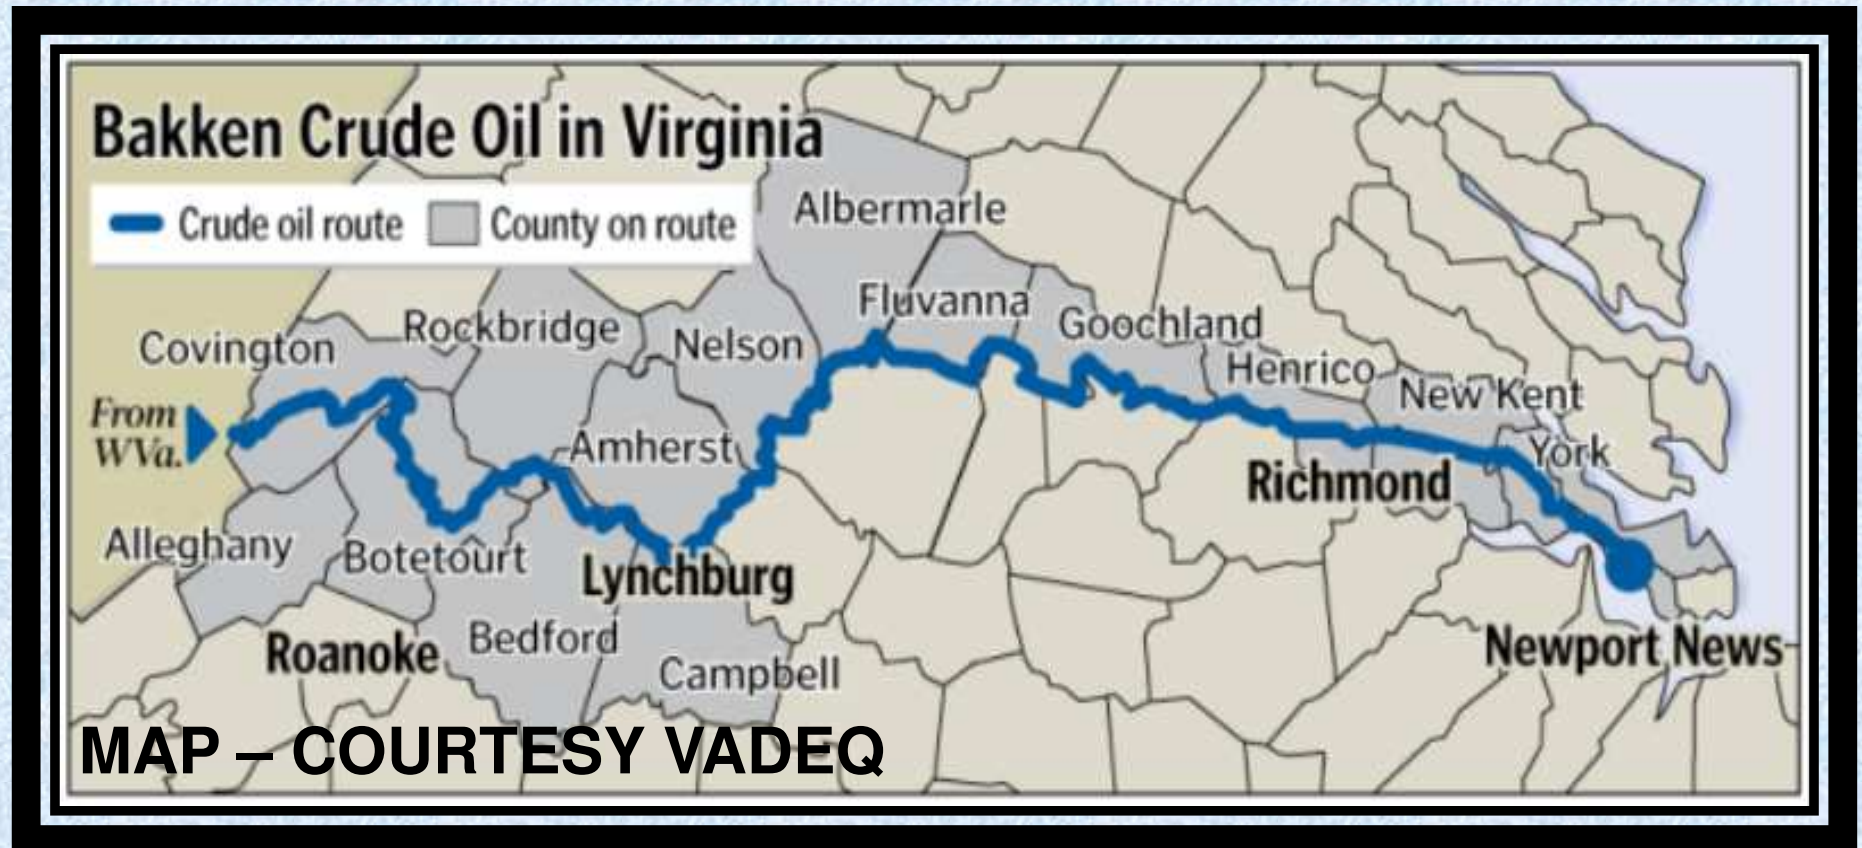 Bakken Crude Oil in Virginia
Crude oil route
County on route
Albermarle
Fluvanna
Goochland
Rockbridge
Nelson
Covington
Henrico
New Kent
From
WVa.
Amherst
York
Richmond
Alleghany
Botetourt
Lynchburg
Roanoke
Bedford
Newport News
Campbell
MAP – COURTESY VADEQ